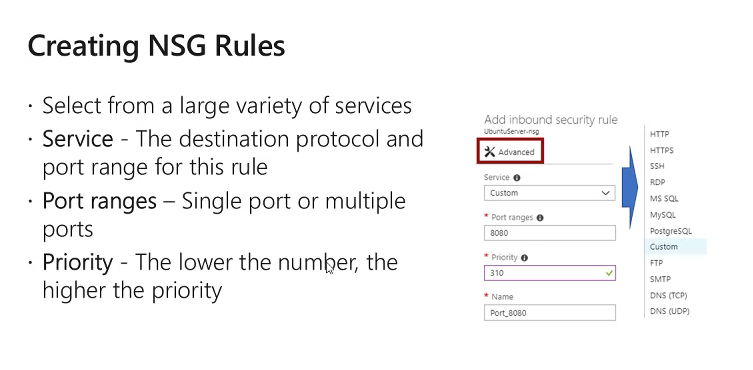 Creating NSG Rules
· Select from a large variety of services
· Service - The destination protocol and
port range for this rule
· Port ranges – Single port or multiple
ports
· Priority - The lower the number, the
higher the priority
Add inbound security rule
UbuntuServer-nsg
Advanced
Service
Custom
* Port ranges
8080
* Priority
310
* Name
Port_8080
HTTP
HTTPS
SSH
RDP
MS SQL
MySQL
PostgreSQL
Custom
FTP
SMTP
DNS (TCP)
DNS (UDP)